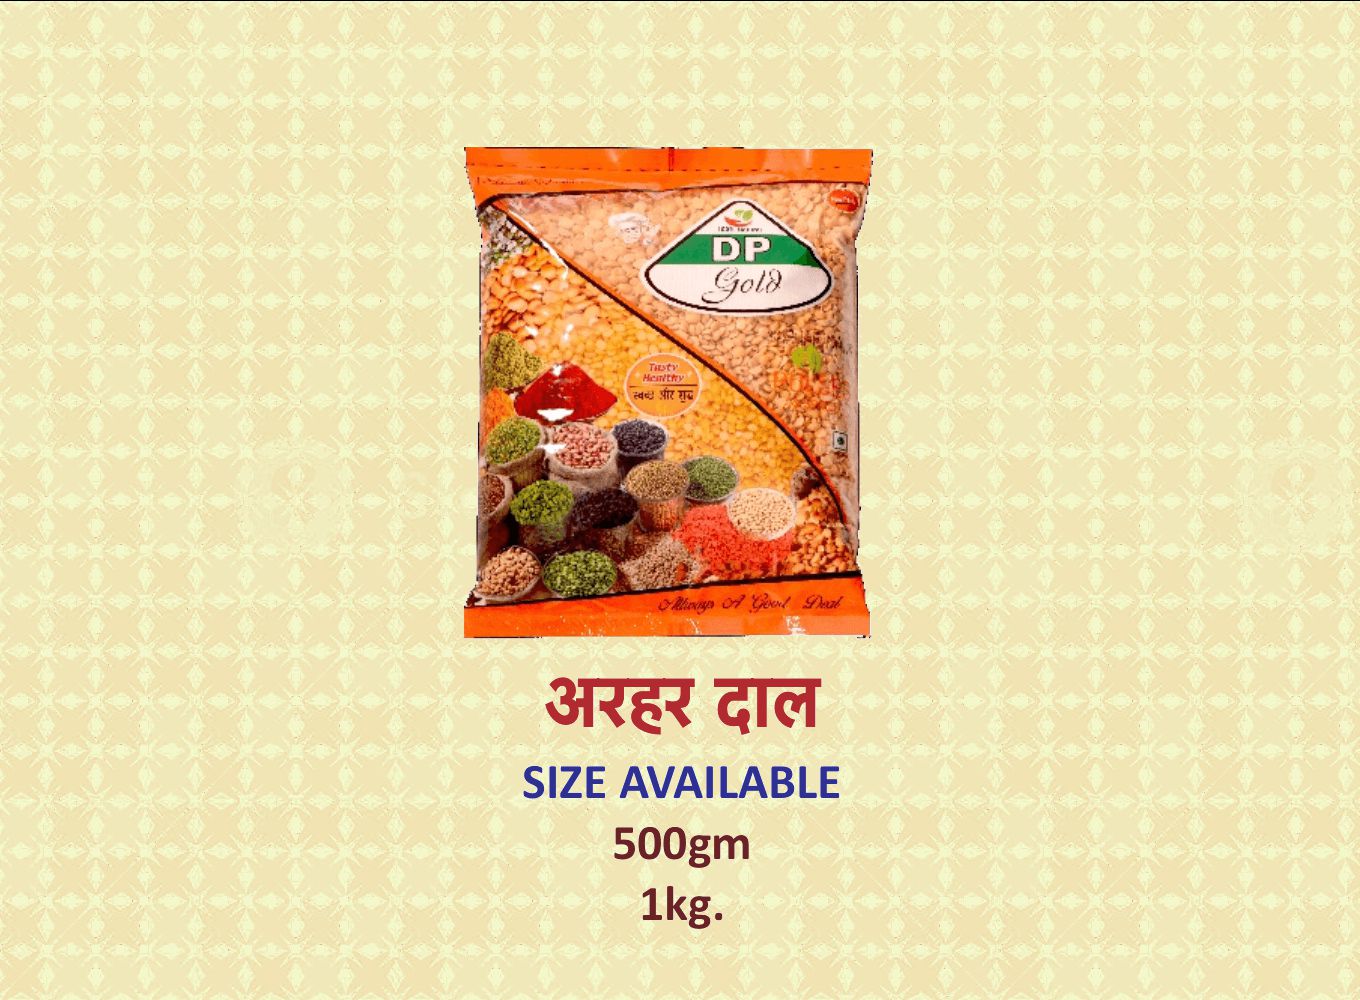 DP
Gold
Tasty
Healthy
स्वच्छ और शुद्ध
Always A Good Deal
अरहर दाल
SIZE AVAILABLE
500gm
1kg.